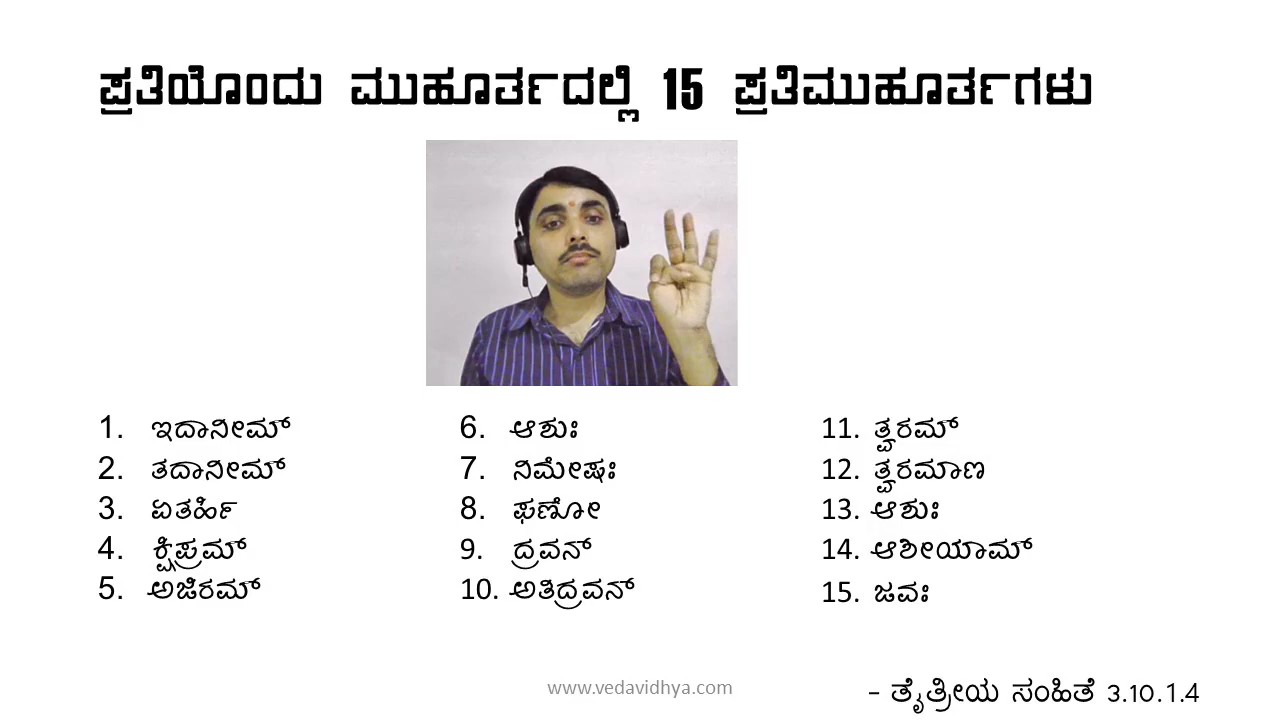 ಪ್ರತಿಯೊಂದು ಮುಹೂರ್ತದಲ್ಲಿ 15 ಪ್ರತಿಮುಹೂರ್ತಗಳು
1. ಇದಾನೀಮ್
2. ತದಾನೀಮ್
3. ಏತರ್ಹಿ
4. ಕ್ಷಿಪ್ರಮ್
5. ಅಜಿರಮ್
6. ಆಶುಃ
7. ನಿಮೇಷಃ
8. ಫಣೋ
9. ದ್ರವನ್
10. ಅತಿದ್ರವನ್
11. ತ್ವರಮ್
12. ತ್ವರಮಾಣ
13. ಆಶುಃ
14. ಆಶೀಯಾಮ್
15. ಜವಃ
www.vedavidhya.com
- ತೈತ್ರೀಯ ಸಂಹಿತೆ 3.10.1.4